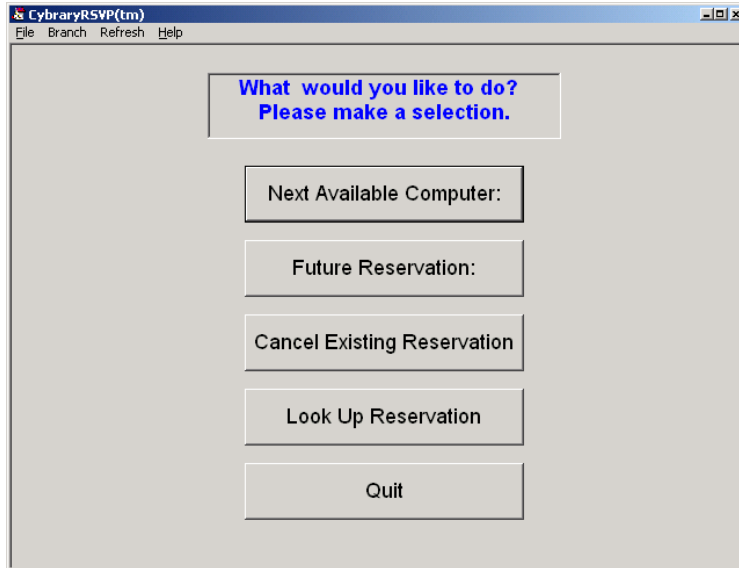 CybraryRSVP(tm)
File Branch Refresh Help
What would you like to do?
Please make a selection.
Next Available Computer:
Future Reservation:
Cancel Existing Reservation
Look Up Reservation
Quit